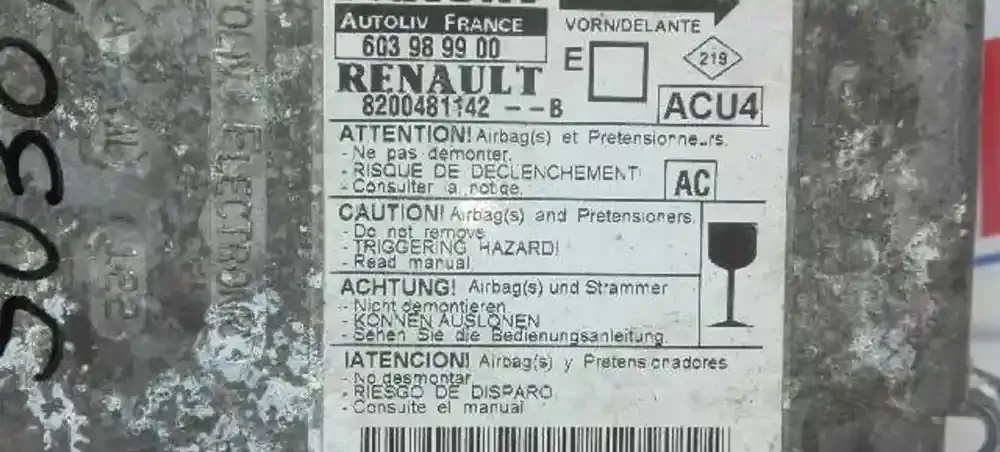 AUTOLIV FRANCE
603 98 99 00
RENAULT
8200481142 --B
VORN/DELANTE
E
219
ACU4
ATTENTION! Airbag(s) et Pretensionneurs.
- Ne pas démonter.
- RISQUE DE DECLENCHEMENT!
- Consulter la notice.
AC
CAUTION! Airbag(s) and Pretensioners.
- Do not remove
- TRIGGERING HAZARD!
- Read manual.
ACHTUNG! Airbag(s) und Strammer
- Nicht demontieren
- KONNEN AUSLONEN
- Sehen Sie die Bedienungsanleitung.
!ATENCION! Airbag(s) y Pretensionadores
- No desmontar
- RIESGO DE DISPARO
- Consulte el manual